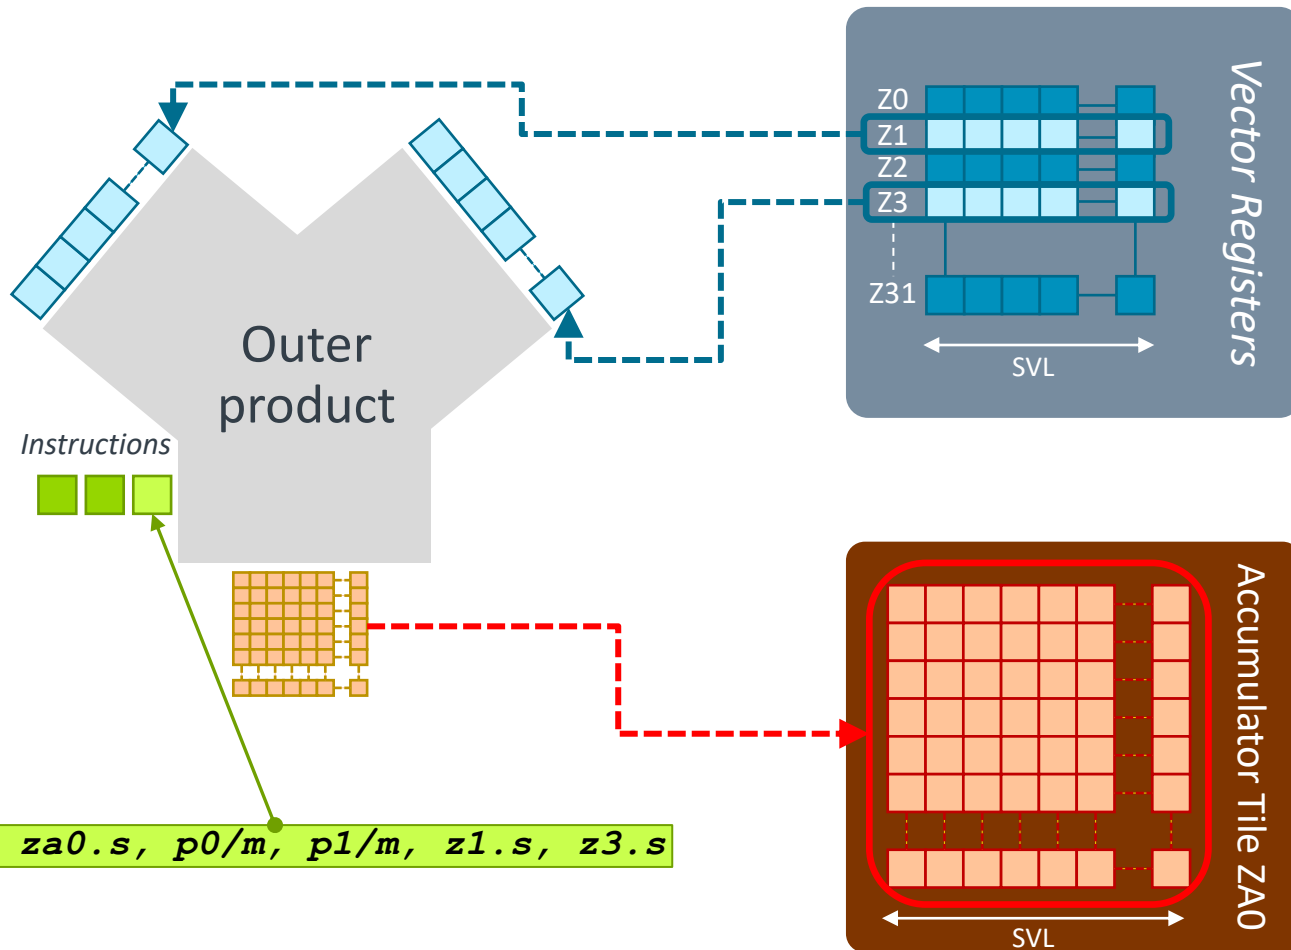 Z0
Z1
Z2
Z3
Z31
SVL
Vector Registers
Outer
product
Instructions
za0.s, p0/m, p1/m, z1.s, z3.s
Accumulator Tile ZA0
SVL